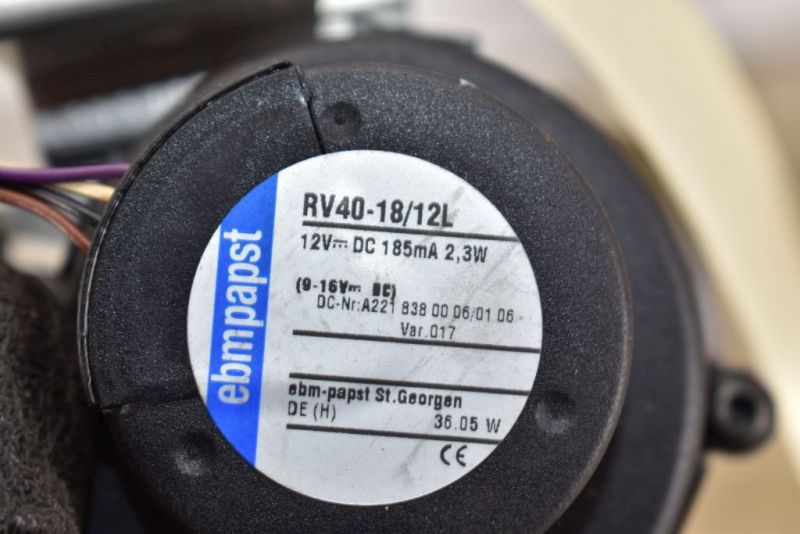 ebmpapst
RV40-18/12L
12V⎓ DC 185mA 2,3W
(9-16V⎓ DC)
DC-Nr:A221 838 00 06/01 06
Var.017
ebm-papst St.Georgen
DE (H) 36.05 W
CE